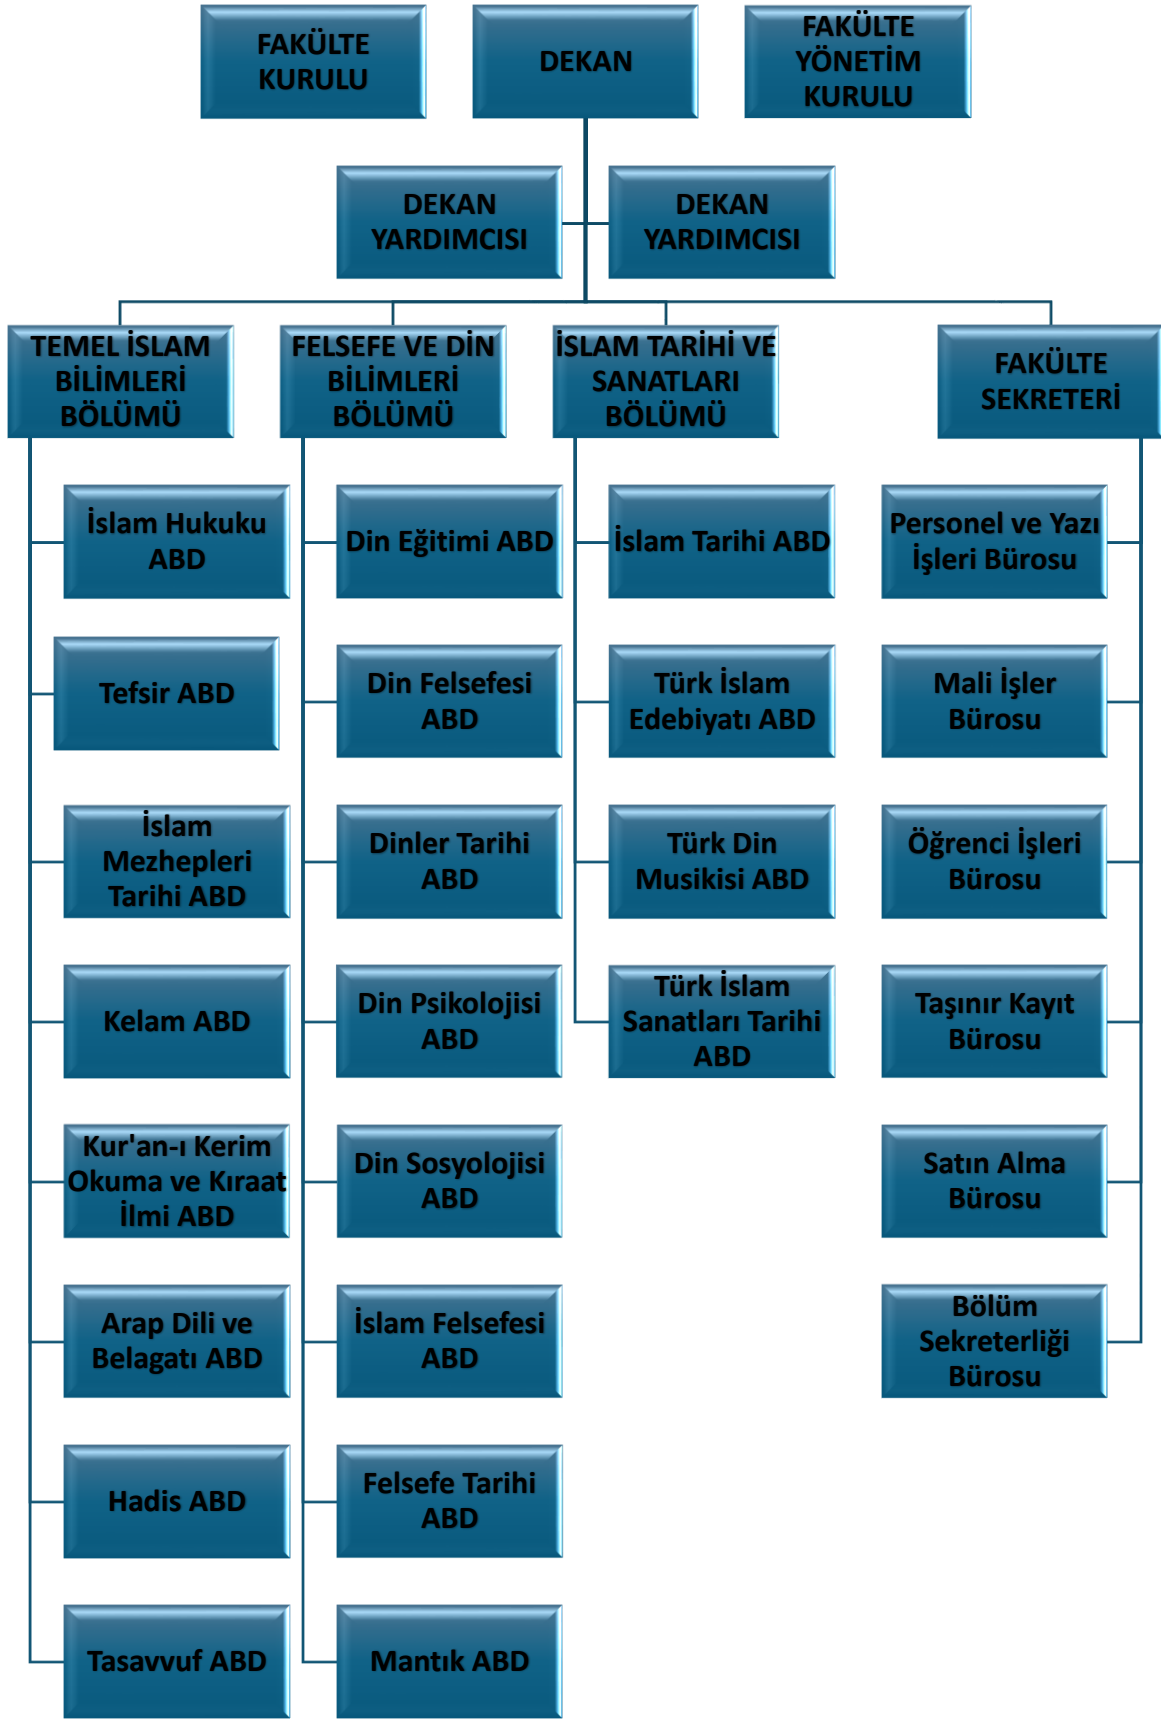 FAKÜLTE
KURULU
DEKAN
FAKÜLTE
YÖNETİM
KURULU
DEKAN
YARDIMCISI
DEKAN
YARDIMCISI
TEMEL İSLAM
BİLİMLERİ
BÖLÜMÜ
İslam Hukuku
ABD
Tefsir ABD
İslam
Mezhepleri
Tarihi ABD
Kelam ABD
Kur'an-ı Kerim
Okuma ve Kıraat
İlmi ABD
Arap Dili ve
Belagatı ABD
Hadis ABD
Tasavvuf ABD
FELSEFE VE DİN
BİLİMLERİ
BÖLÜMÜ
Din Eğitimi ABD
Din Felsefesi
ABD
Dinler Tarihi
ABD
Din Psikolojisi
ABD
Din Sosyolojisi
ABD
İslam Felsefesi
ABD
Felsefe Tarihi
ABD
Mantık ABD
İSLAM TARİHİ VE
SANATLARI
BÖLÜMÜ
İslam Tarihi ABD
Türk İslam
Edebiyatı ABD
Türk Din
Musikisi ABD
Türk İslam
Sanatları Tarihi
ABD
FAKÜLTE
SEKRETERİ
Personel ve Yazı
İşleri Bürosu
Mali İşler
Bürosu
Öğrenci İşleri
Bürosu
Taşınır Kayıt
Bürosu
Satın Alma
Bürosu
Bölüm
Sekreterliği
Bürosu